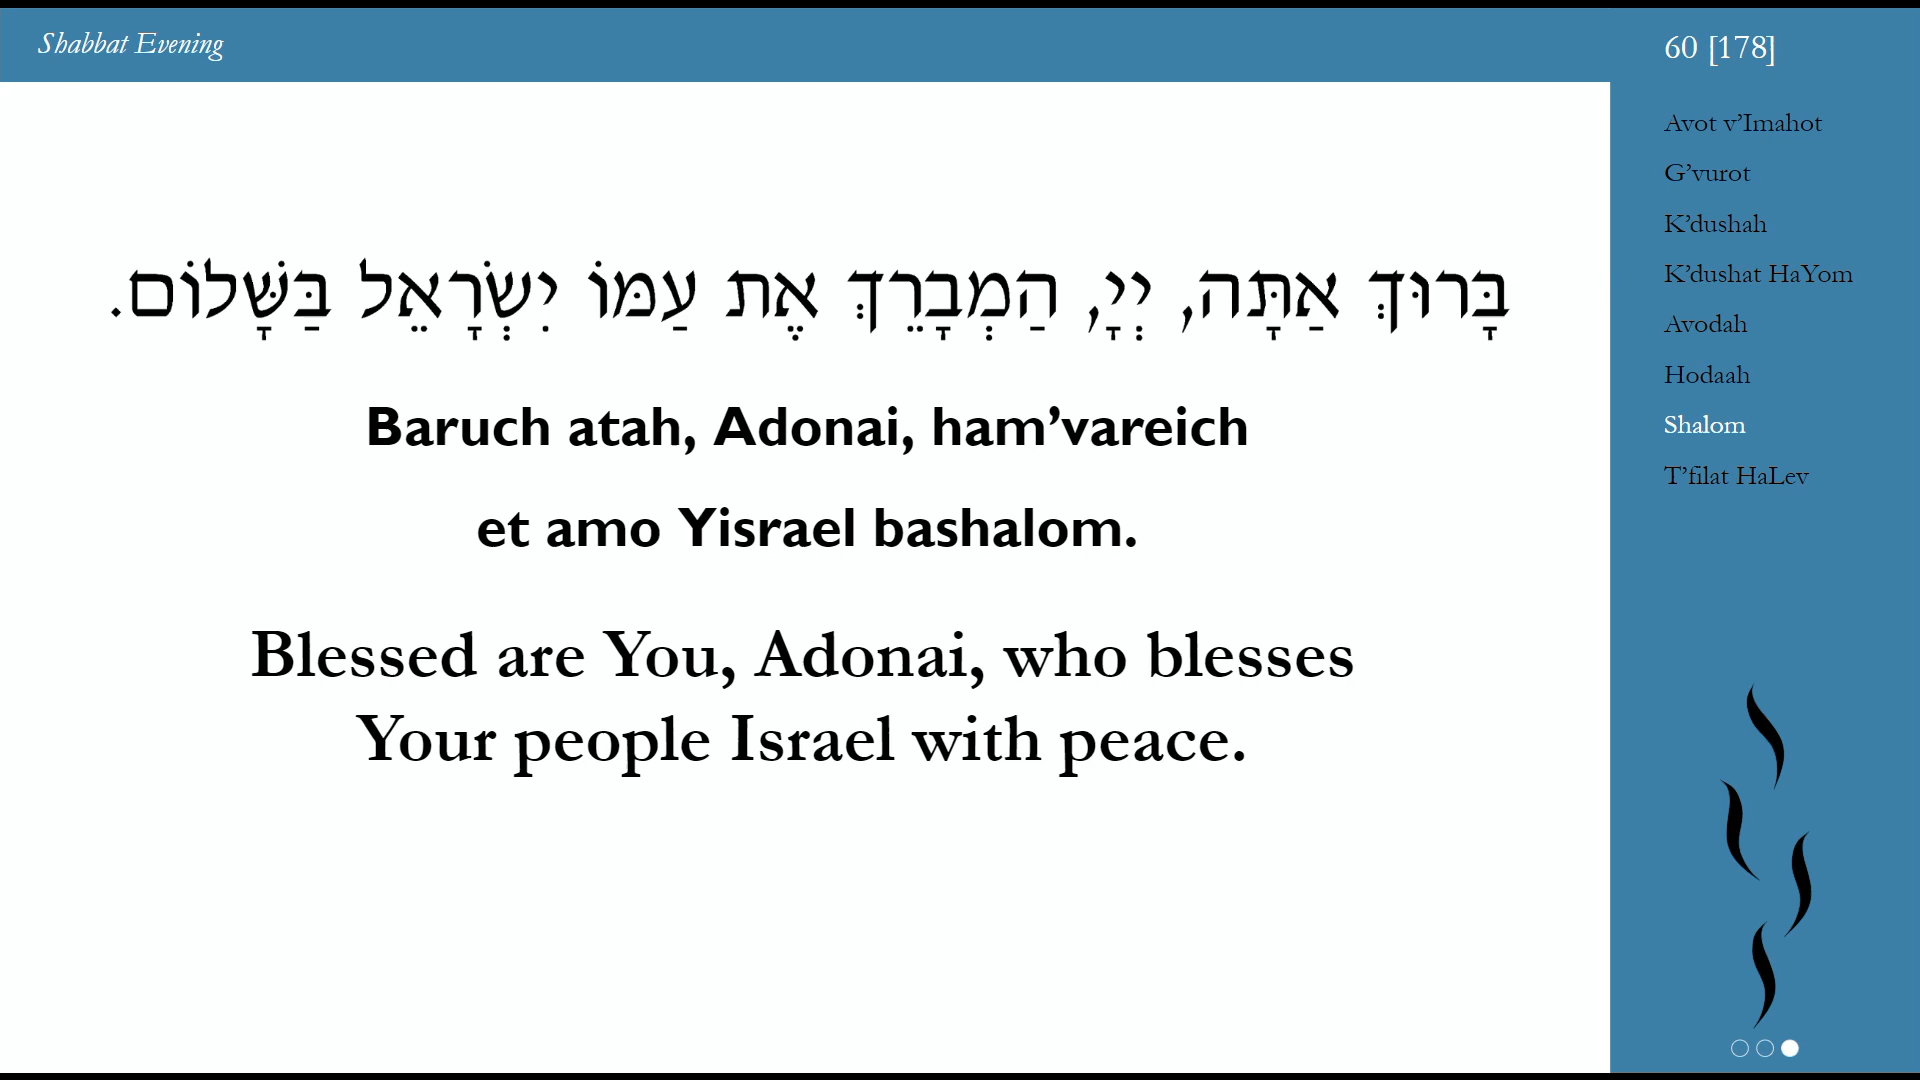 Shabbat Evening
60 [178]
בָּרוּךְ אַתָּה, יְיָ, הַמְבָרֵךְ אֶת עַמּוֹ יִשְׂרָאֵל בַּשָּׁלוֹם.
Baruch atah, Adonai, ham’vareich
et amo Yisrael bashalom.
Blessed are You, Adonai, who blesses
Your people Israel with peace.
Avot v’Imahot
G’vurot
K’dushah
K’dushat HaYom
Avodah
Hodaah
Shalom
T’filat HaLev